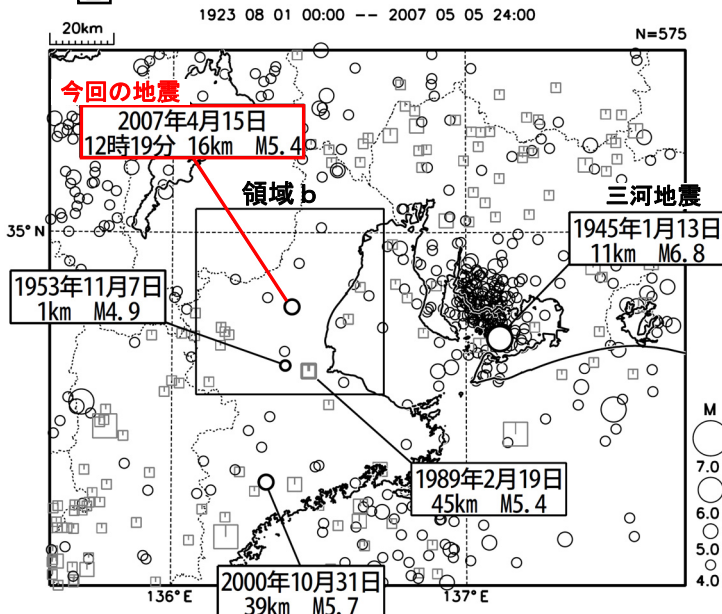 1923 08 01 00:00 -- 2007 05 05 24:00
20km
N=575
今回の地震
2007年4月15日
12時19分 16km M5.4
領域b
三河地震
1945年1月13日
11km M6.8
35°N
1953年11月7日
1km M4.9
1989年2月19日
45km M5.4
2000年10月31日
39km M5.7
M
7.0
6.0
5.0
4.0
136°E
137°E